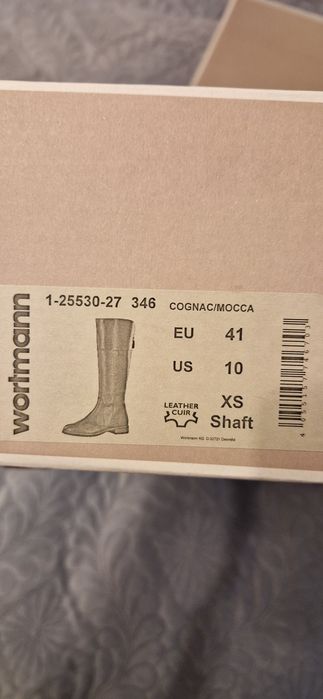 wortmann
1-25530-27 346 COGNAC/MOCCA
EU 41
US 10
LEATHER
CUIR
XS
Shaft